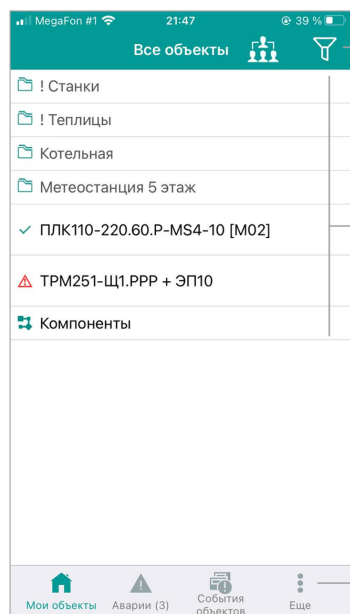 MegaFon #1 21:47 39 %
Все объекты
! Станки
! Теплицы
Котельная
Метеостанция 5 этаж
ПЛК110-220.60.P-MS4-10 [M02]
ТРМ251-Щ1.РРР + ЭП10
Компоненты
Мои объекты Аварии (3) События объектов Еще